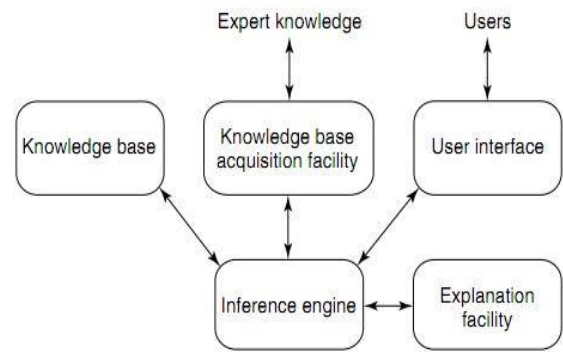 Expert knowledge
Users
Knowledge base
Knowledge base
acquisition facility
User interface
Inference engine
Explanation
facility